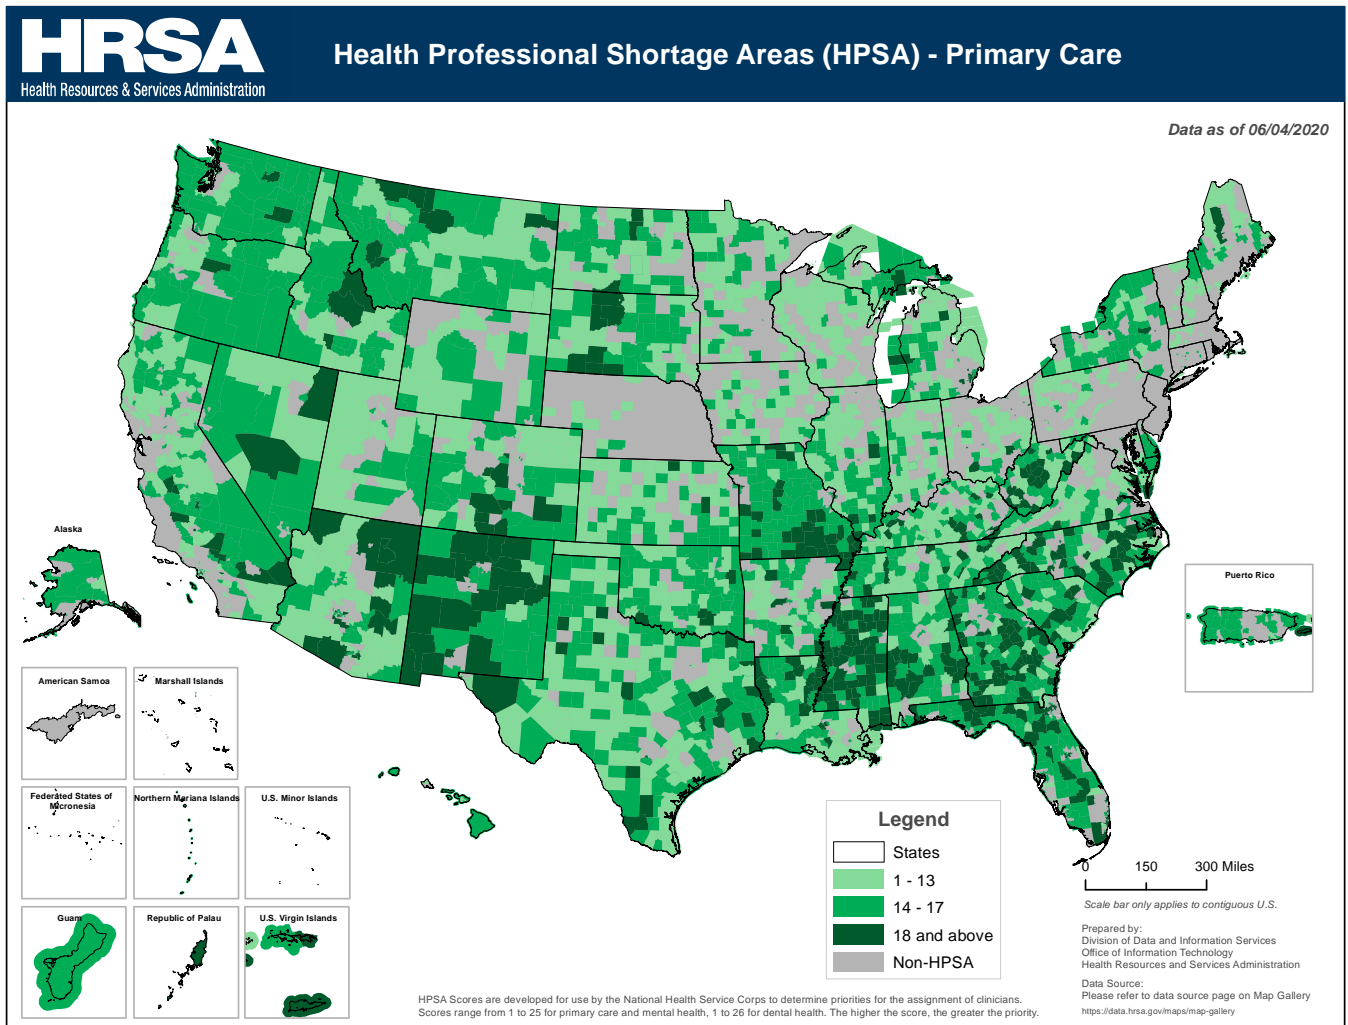 HRSA
Health Resources & Services Administration
Health Professional Shortage Areas (HPSA) - Primary Care
Data as of 06/04/2020
Alaska
Puerto Rico
American Samoa
Marshall Islands
Federated States of
Micronesia
Northern Mariana Islands
U.S. Minor Islands
Guam
Republic of Palau
U.S. Virgin Islands
Legend
States
1 - 13
14 - 17
18 and above
Non-HPSA
0 150 300 Miles
Scale bar only applies to contiguous U.S.
Prepared by:
Division of Data and Information Services
Office of Information Technology
Health Resources and Services Administration
Data Source:
Please refer to data source page on Map Gallery
https://data.hrsa.gov/maps/map-gallery
HPSA Scores are developed for use by the National Health Service Corps to determine priorities for the assignment of clinicians.
Scores range from 1 to 25 for primary care and mental health, 1 to 26 for dental health. The higher the score, the greater the priority.